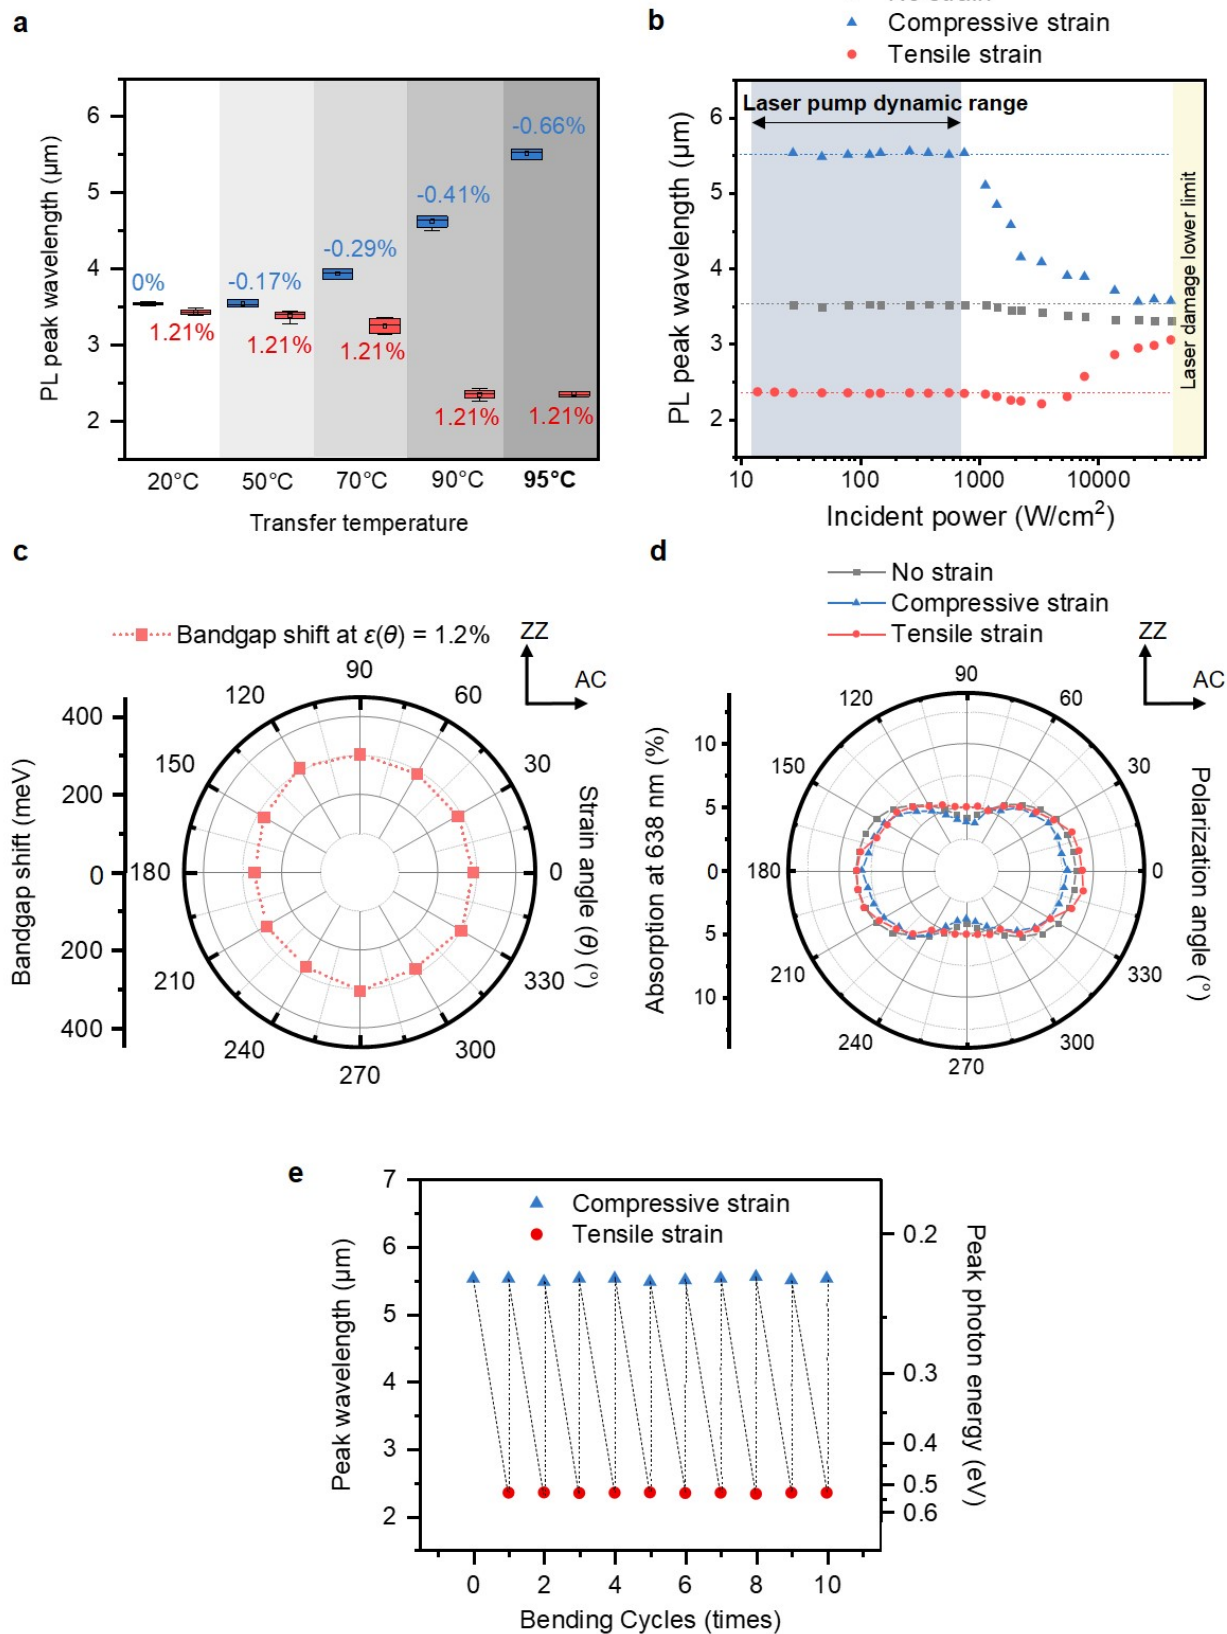 a
PL peak wavelength (µm)
6
5
4
3
2
0%
-0.17%
-0.29%
-0.41%
-0.66%
1.21%
1.21%
1.21%
1.21%
1.21%
20°C
50°C
70°C
90°C
95°C
Transfer temperature
b
Compressive strain
Tensile strain
PL peak wavelength (µm)
6
5
4
3
2
Laser pump dynamic range
Laser damage lower limit
10
100
1000
10000
Incident power (W/cm²)
c
Bandgap shift at ε(θ) = 1.2%
ZZ
AC
Bandgap shift (meV)
400
200
0
200
400
90
60
30
0
330
300
270
240
210
180
150
120
Strain angle (θ) (°)
d
No strain
Compressive strain
Tensile strain
ZZ
AC
Absorption at 638 nm (%)
10
5
0
5
10
90
60
30
0
330
300
270
240
210
180
150
120
Polarization angle (°)
e
Compressive strain
Tensile strain
Peak wavelength (µm)
7
6
5
4
3
2
Peak photon energy (eV)
0.2
0.3
0.4
0.5
0.6
0
2
4
6
8
10
Bending Cycles (times)